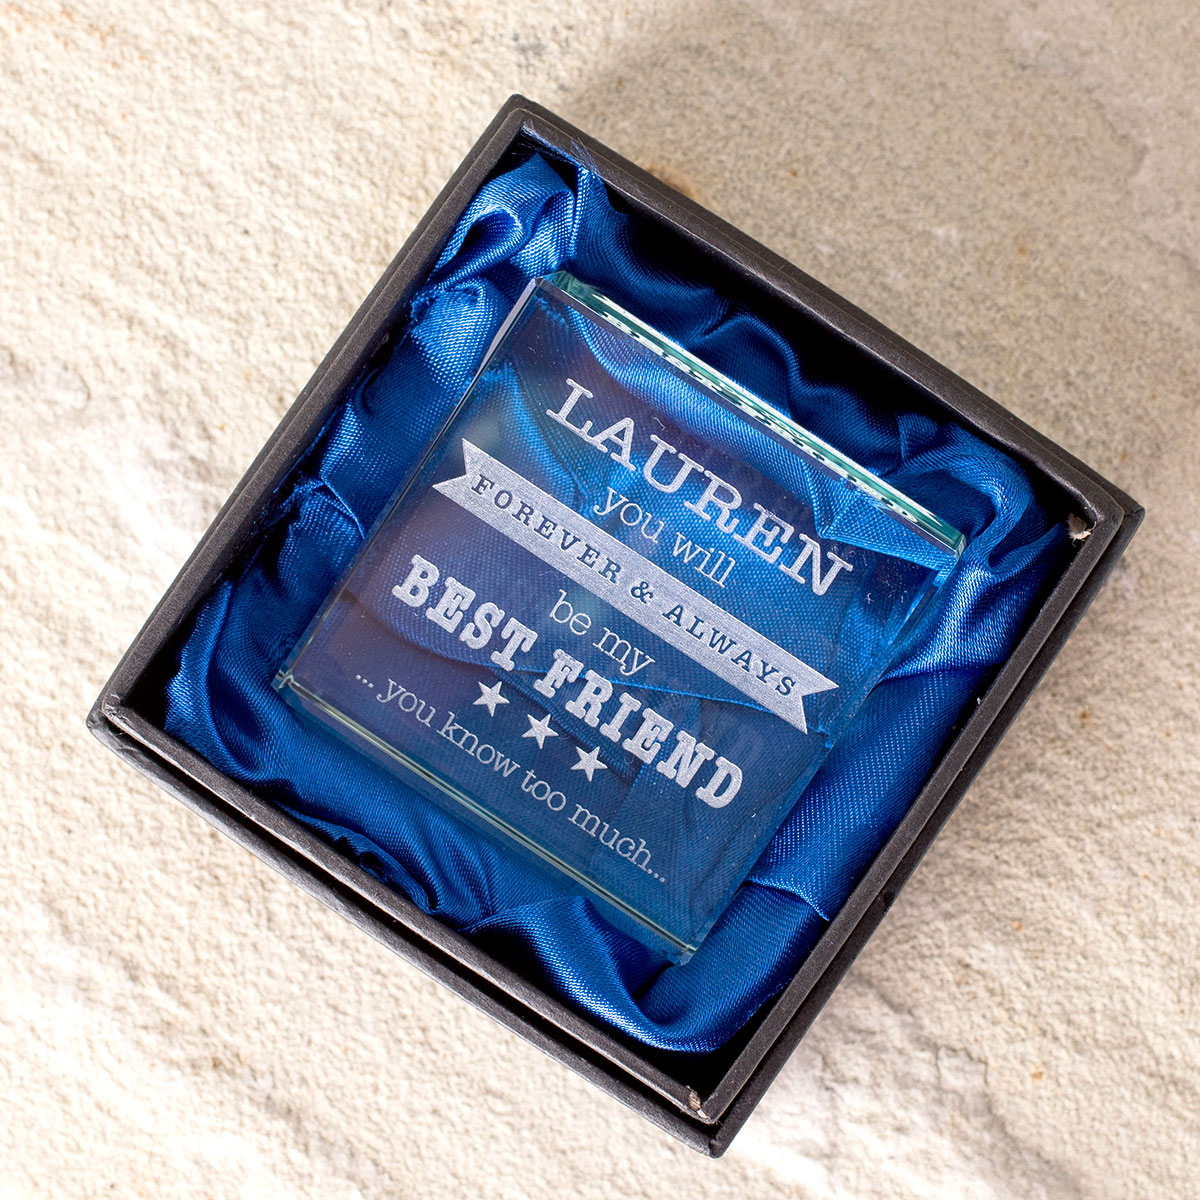 LAUREN
you will
FOREVER & ALWAYS
be my
BEST FRIEND
...you know too much...